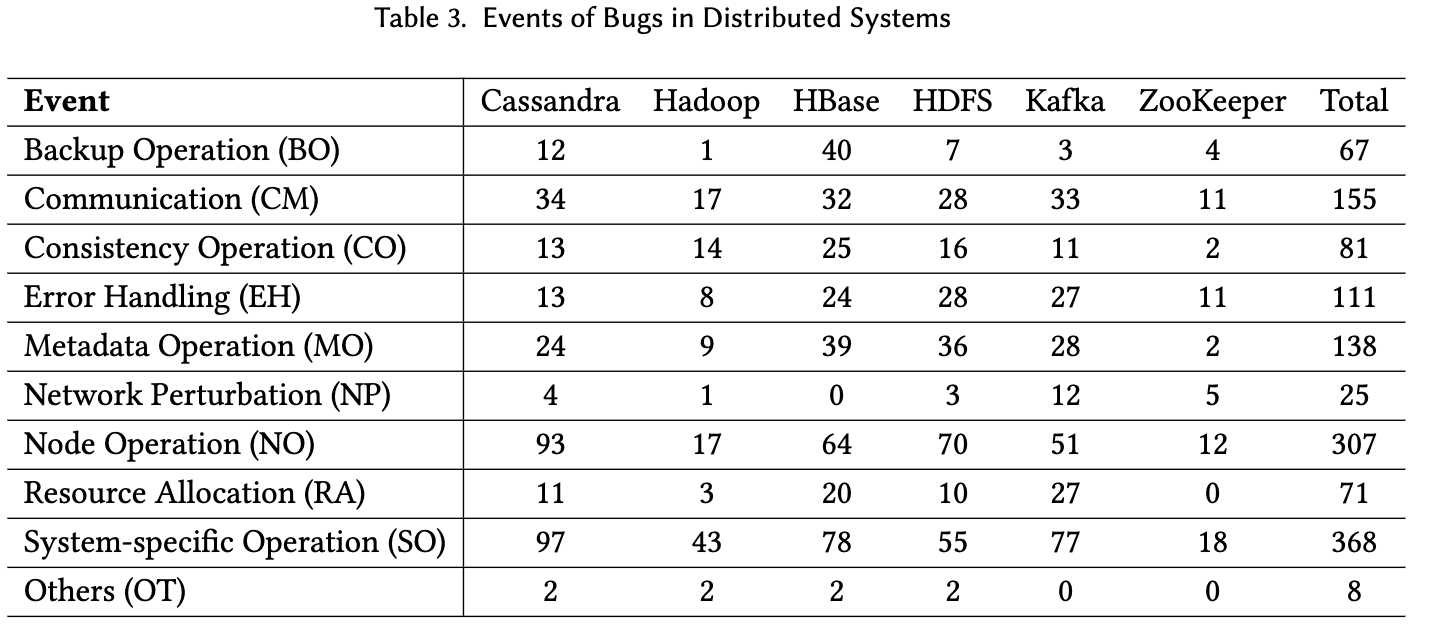 Table 3. Events of Bugs in Distributed Systems
Event Cassandra Hadoop HBase HDFS Kafka ZooKeeper Total
Backup Operation (BO) 12 1 40 7 3 4 67
Communication (CM) 34 17 32 28 33 11 155
Consistency Operation (CO) 13 14 25 16 11 2 81
Error Handling (EH) 13 8 24 28 27 11 111
Metadata Operation (MO) 24 9 39 36 28 2 138
Network Perturbation (NP) 4 1 0 3 12 5 25
Node Operation (NO) 93 17 64 70 51 12 307
Resource Allocation (RA) 11 3 20 10 27 0 71
System-specific Operation (SO) 97 43 78 55 77 18 368
Others (OT) 2 2 2 2 0 0 8